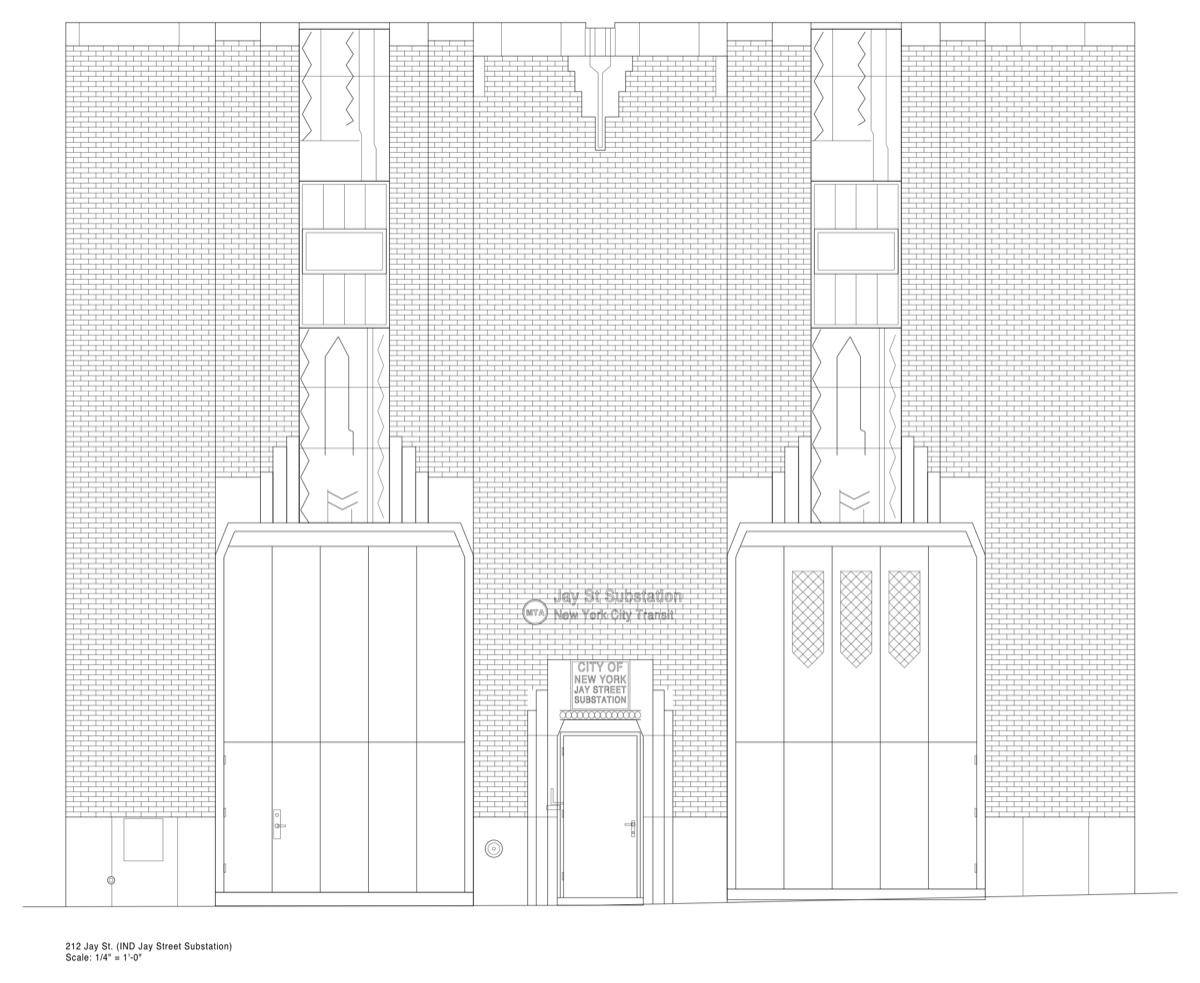 Jay St Substation
MTA
New York City Transit
CITY OF
NEW YORK
JAY STREET
SUBSTATION
212 Jay St. (IND Jay Street Substation)
Scale: 1/4" = 1'-0"